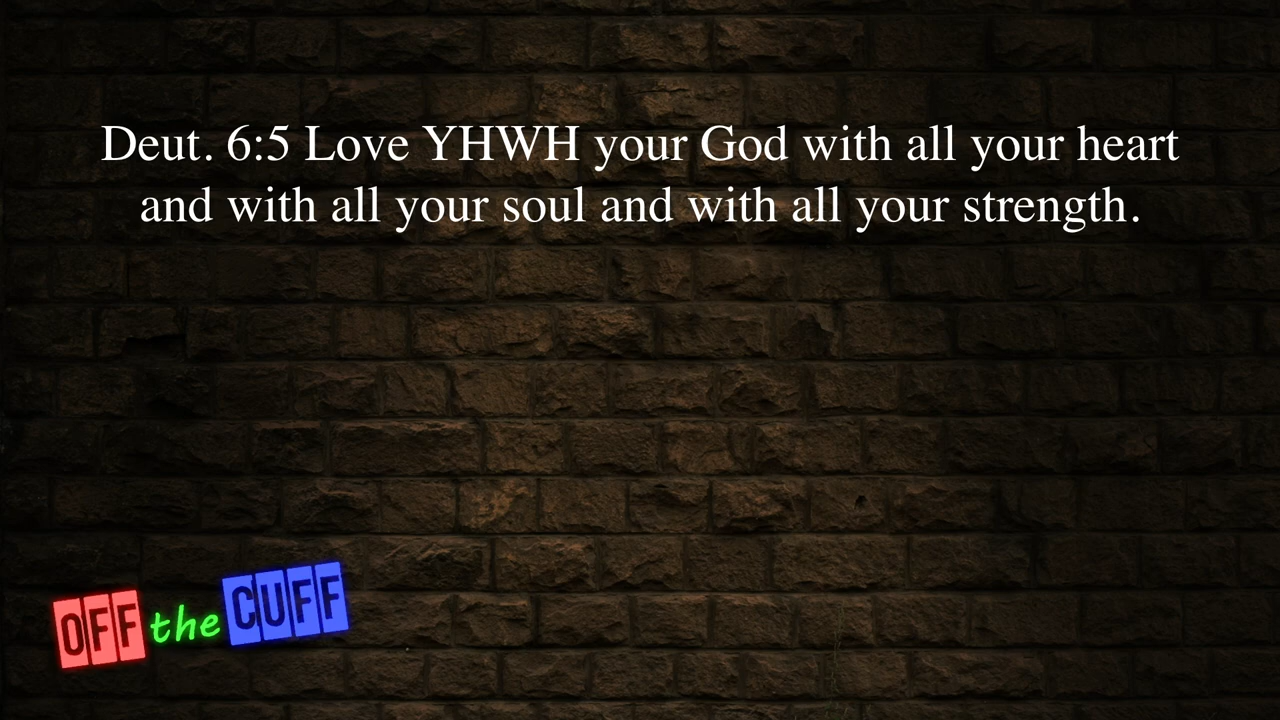 Deut. 6:5 Love YHWH your God with all your heart
and with all your soul and with all your strength.
OFF the CUFF